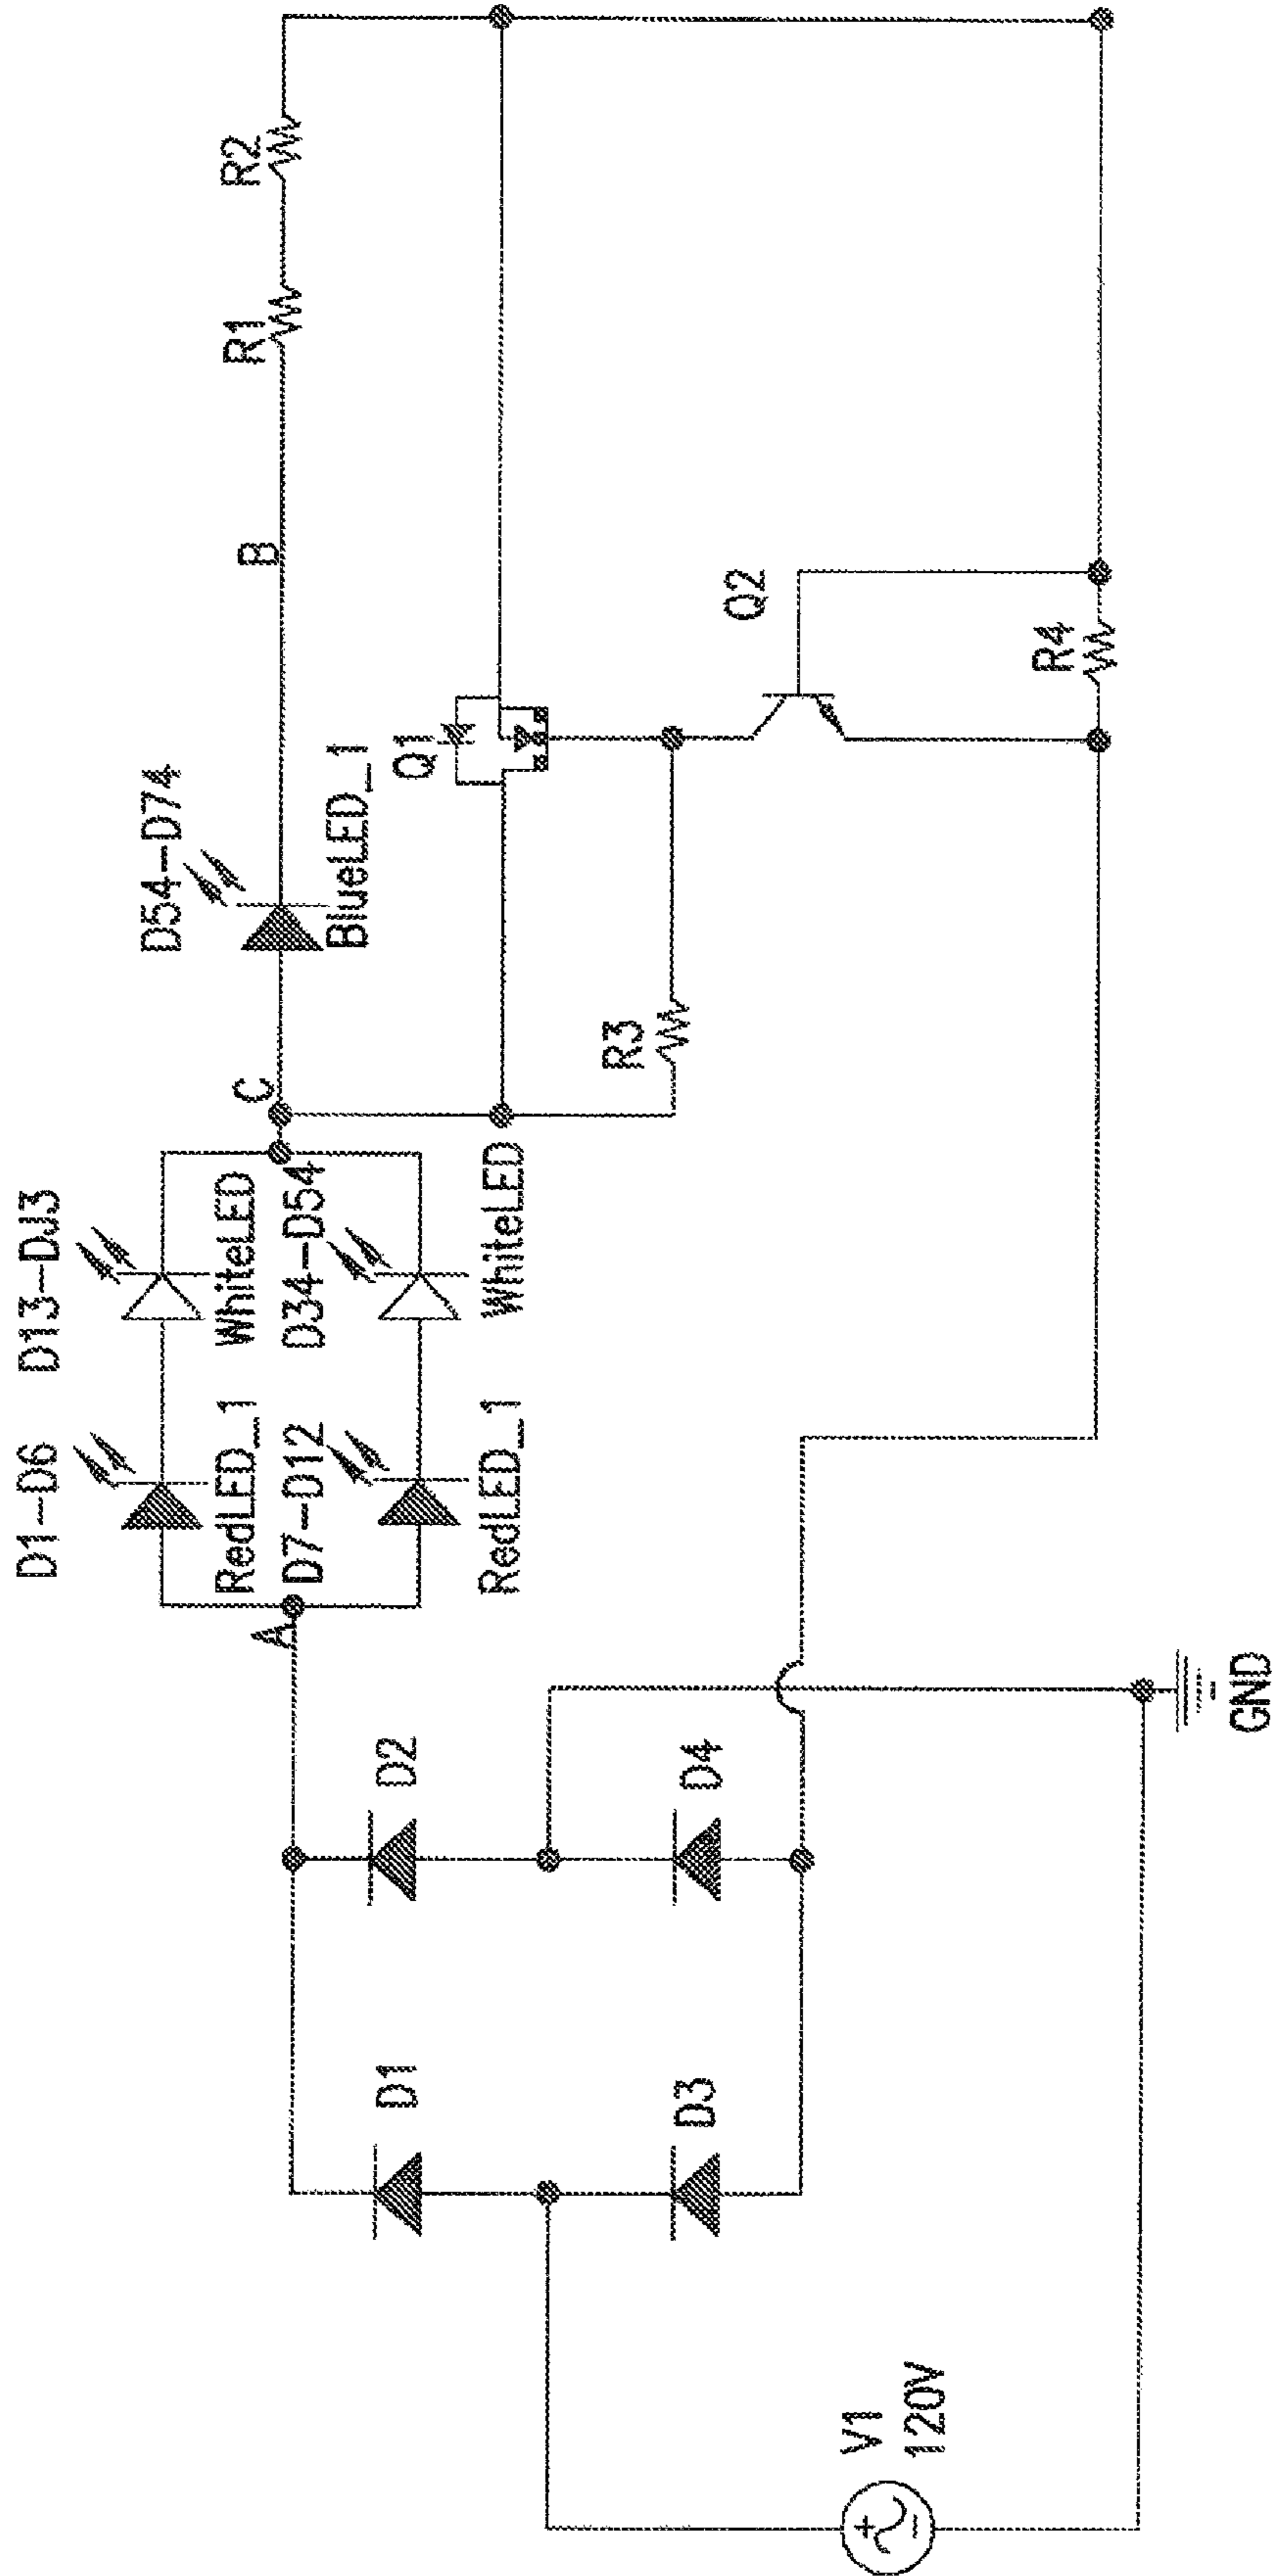 D1-D6
D13-DJ3
RedLED_1
WhiteLED
D7-D12
D34-D54
RedLED_1
WhiteLED
A
C
D54-D74
BlueLED_1
B
R1
R2
Q1
R3
Q2
R4
D1
D2
D3
D4
V1
120V
GND